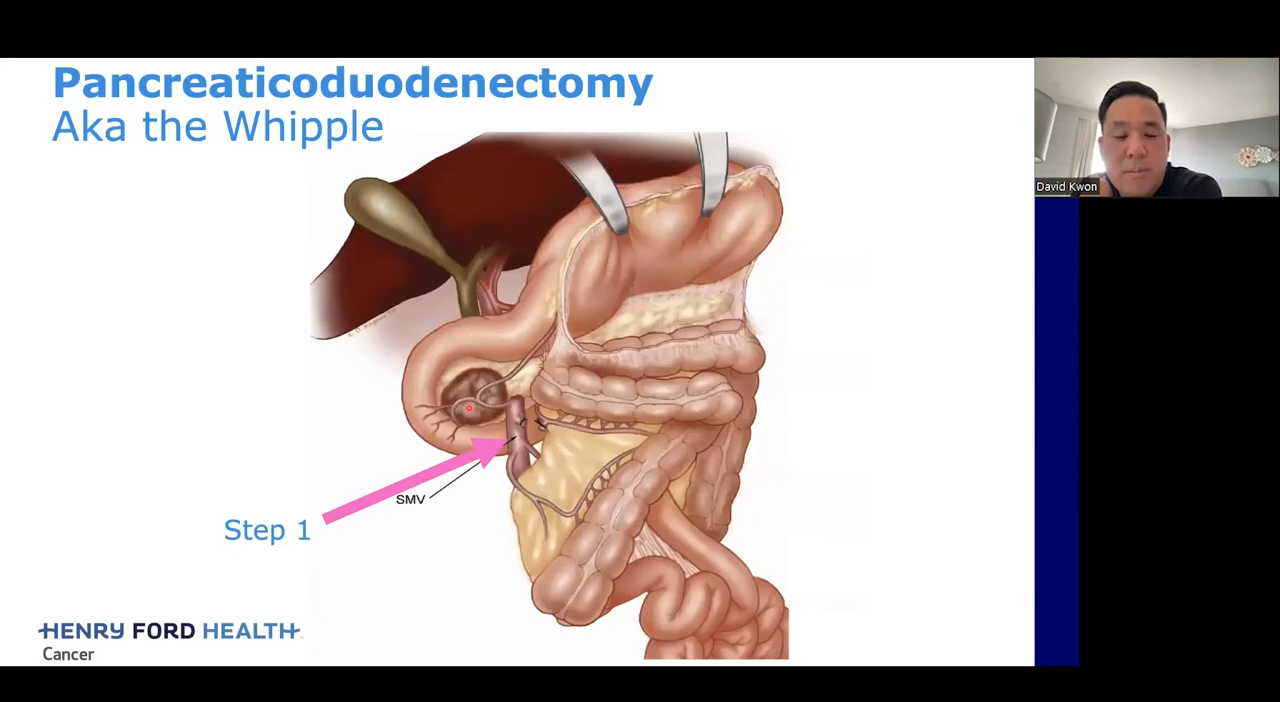 Pancreaticoduodenectomy
Aka the Whipple
David Kwon
SMV
Step 1
HENRY FORD HEALTH
Cancer